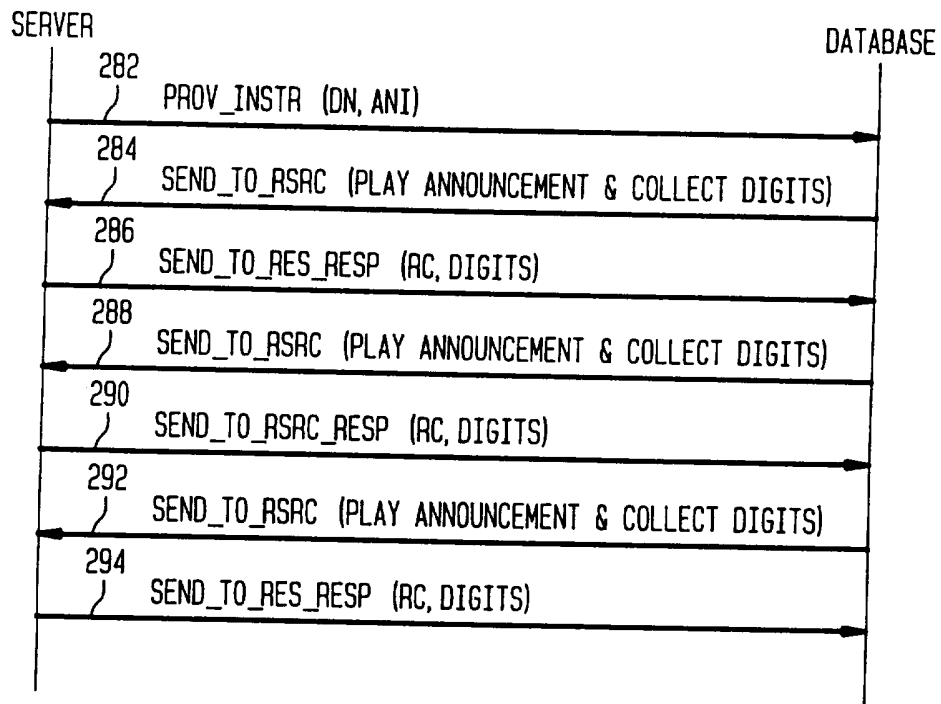 SERVER
DATABASE
282
PROV_INSTR (DN, ANI)
284
SEND_TO_RSRC (PLAY ANNOUNCEMENT & COLLECT DIGITS)
286
SEND_TO_RES_RESP (RC, DIGITS)
288
SEND_TO_RSRC (PLAY ANNOUNCEMENT & COLLECT DIGITS)
290
SEND_TO_RSRC_RESP (RC, DIGITS)
292
SEND_TO_RSRC (PLAY ANNOUNCEMENT & COLLECT DIGITS)
294
SEND_TO_RES_RESP (RC, DIGITS)